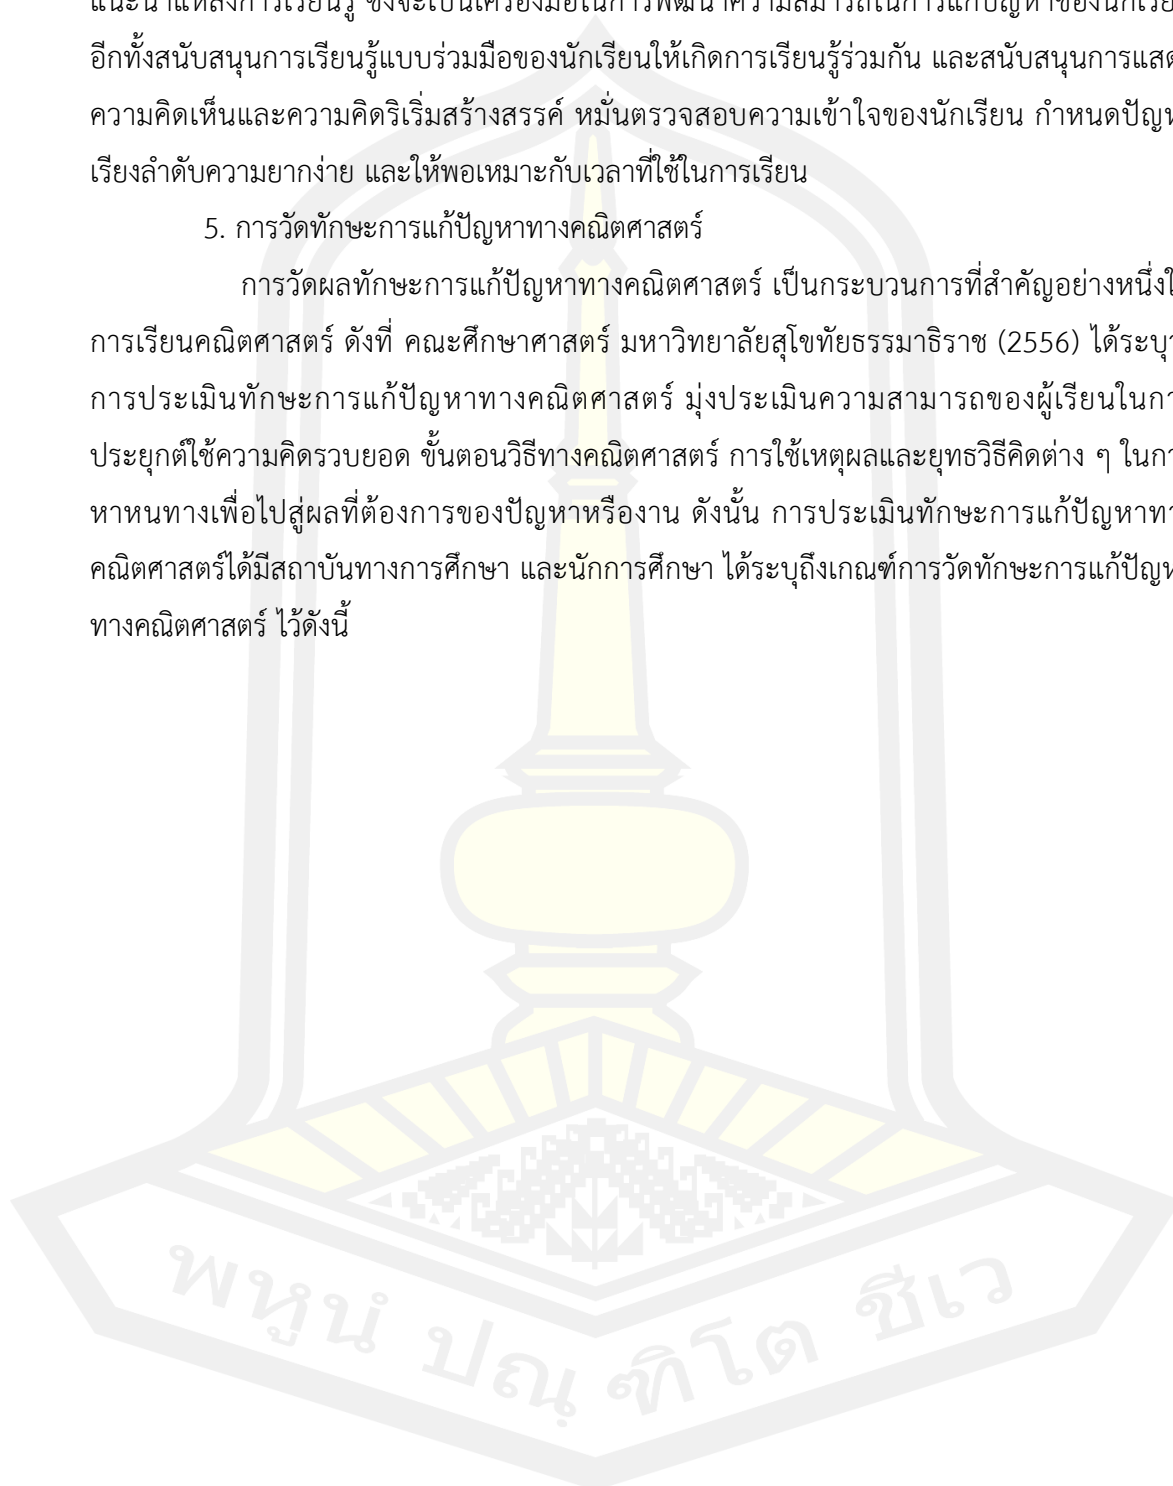 แนะนำแหล่งการเรียนรู้ ซึ่งจะเป็นเครื่องมือในการพัฒนาความสามารถในการแก้ปัญหาของนักเรีย
อีกทั้งสนับสนุนการเรียนรู้แบบร่วมมือของนักเรียนให้เกิดการเรียนรู้ร่วมกัน และสนับสนุนการแสด
ความคิดเห็นและความคิดริเริ่มสร้างสรรค์ หมั่นตรวจสอบความเข้าใจของนักเรียน กำหนดปัญห
เรียงลำดับความยากง่าย และให้พอเหมาะกับเวลาที่ใช้ในการเรียน
5. การวัดทักษะการแก้ปัญหาทางคณิตศาสตร์
การวัดผลทักษะการแก้ปัญหาทางคณิตศาสตร์ เป็นกระบวนการที่สำคัญอย่างหนึ่งใ
การเรียนคณิตศาสตร์ ดังที่ คณะศึกษาศาสตร์ มหาวิทยาลัยสุโขทัยธรรมาธิราช (2556) ได้ระบุ
การประเมินทักษะการแก้ปัญหาทางคณิตศาสตร์ มุ่งประเมินความสามารถของผู้เรียนในกา
ประยุกต์ใช้ความคิดรวบยอด ขั้นตอนวิธีทางคณิตศาสตร์ การใช้เหตุผลและยุทธวิธีคิดต่าง ๆ ในกา
หาหนทางเพื่อไปสู่ผลที่ต้องการของปัญหาหรืองาน ดังนั้น การประเมินทักษะการแก้ปัญหาทา
คณิตศาสตร์ได้มีสถาบันทางการศึกษา และนักการศึกษา ได้ระบุถึงเกณฑ์การวัดทักษะการแก้ปัญห
ทางคณิตศาสตร์ ไว้ดังนี้
พหูนํ ปณฺฑิโต ชีเว